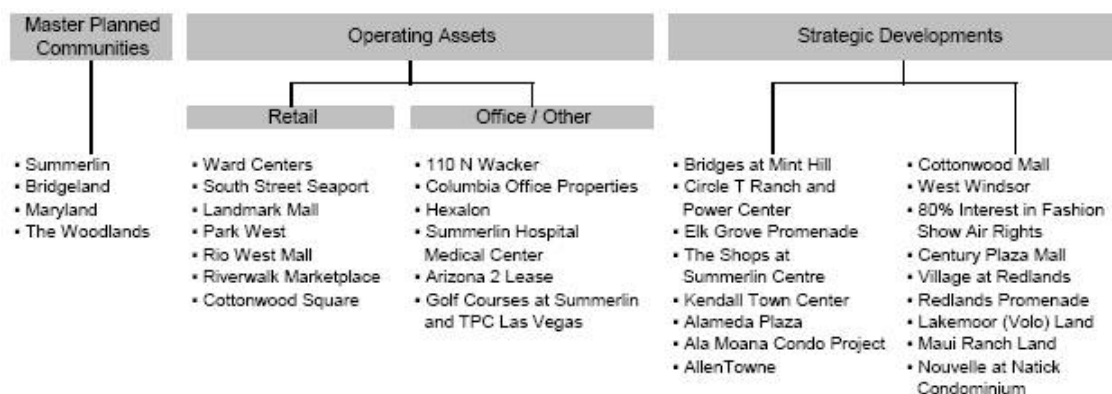 Master Planned
Communities
Operating Assets
Strategic Developments
Retail
Office / Other
▪ Summerlin
▪ Bridgeland
▪ Maryland
▪ The Woodlands
▪ Ward Centers
▪ South Street Seaport
▪ Landmark Mall
▪ Park West
▪ Rio West Mall
▪ Riverwalk Marketplace
▪ Cottonwood Square
▪ 110 N Wacker
▪ Columbia Office Properties
▪ Hexalon
▪ Summerlin Hospital
Medical Center
▪ Arizona 2 Lease
▪ Golf Courses at Summerlin
and TPC Las Vegas
▪ Bridges at Mint Hill
▪ Circle T Ranch and
Power Center
▪ Elk Grove Promenade
▪ The Shops at
Summerlin Centre
▪ Kendall Town Center
▪ Alameda Plaza
▪ Ala Moana Condo Project
▪ AllenTowne
▪ Cottonwood Mall
▪ West Windsor
▪ 80% Interest in Fashion
Show Air Rights
▪ Century Plaza Mall
▪ Village at Redlands
▪ Redlands Promenade
▪ Lakemoor (Volo) Land
▪ Maui Ranch Land
▪ Nouvelle at Natick
Condominium